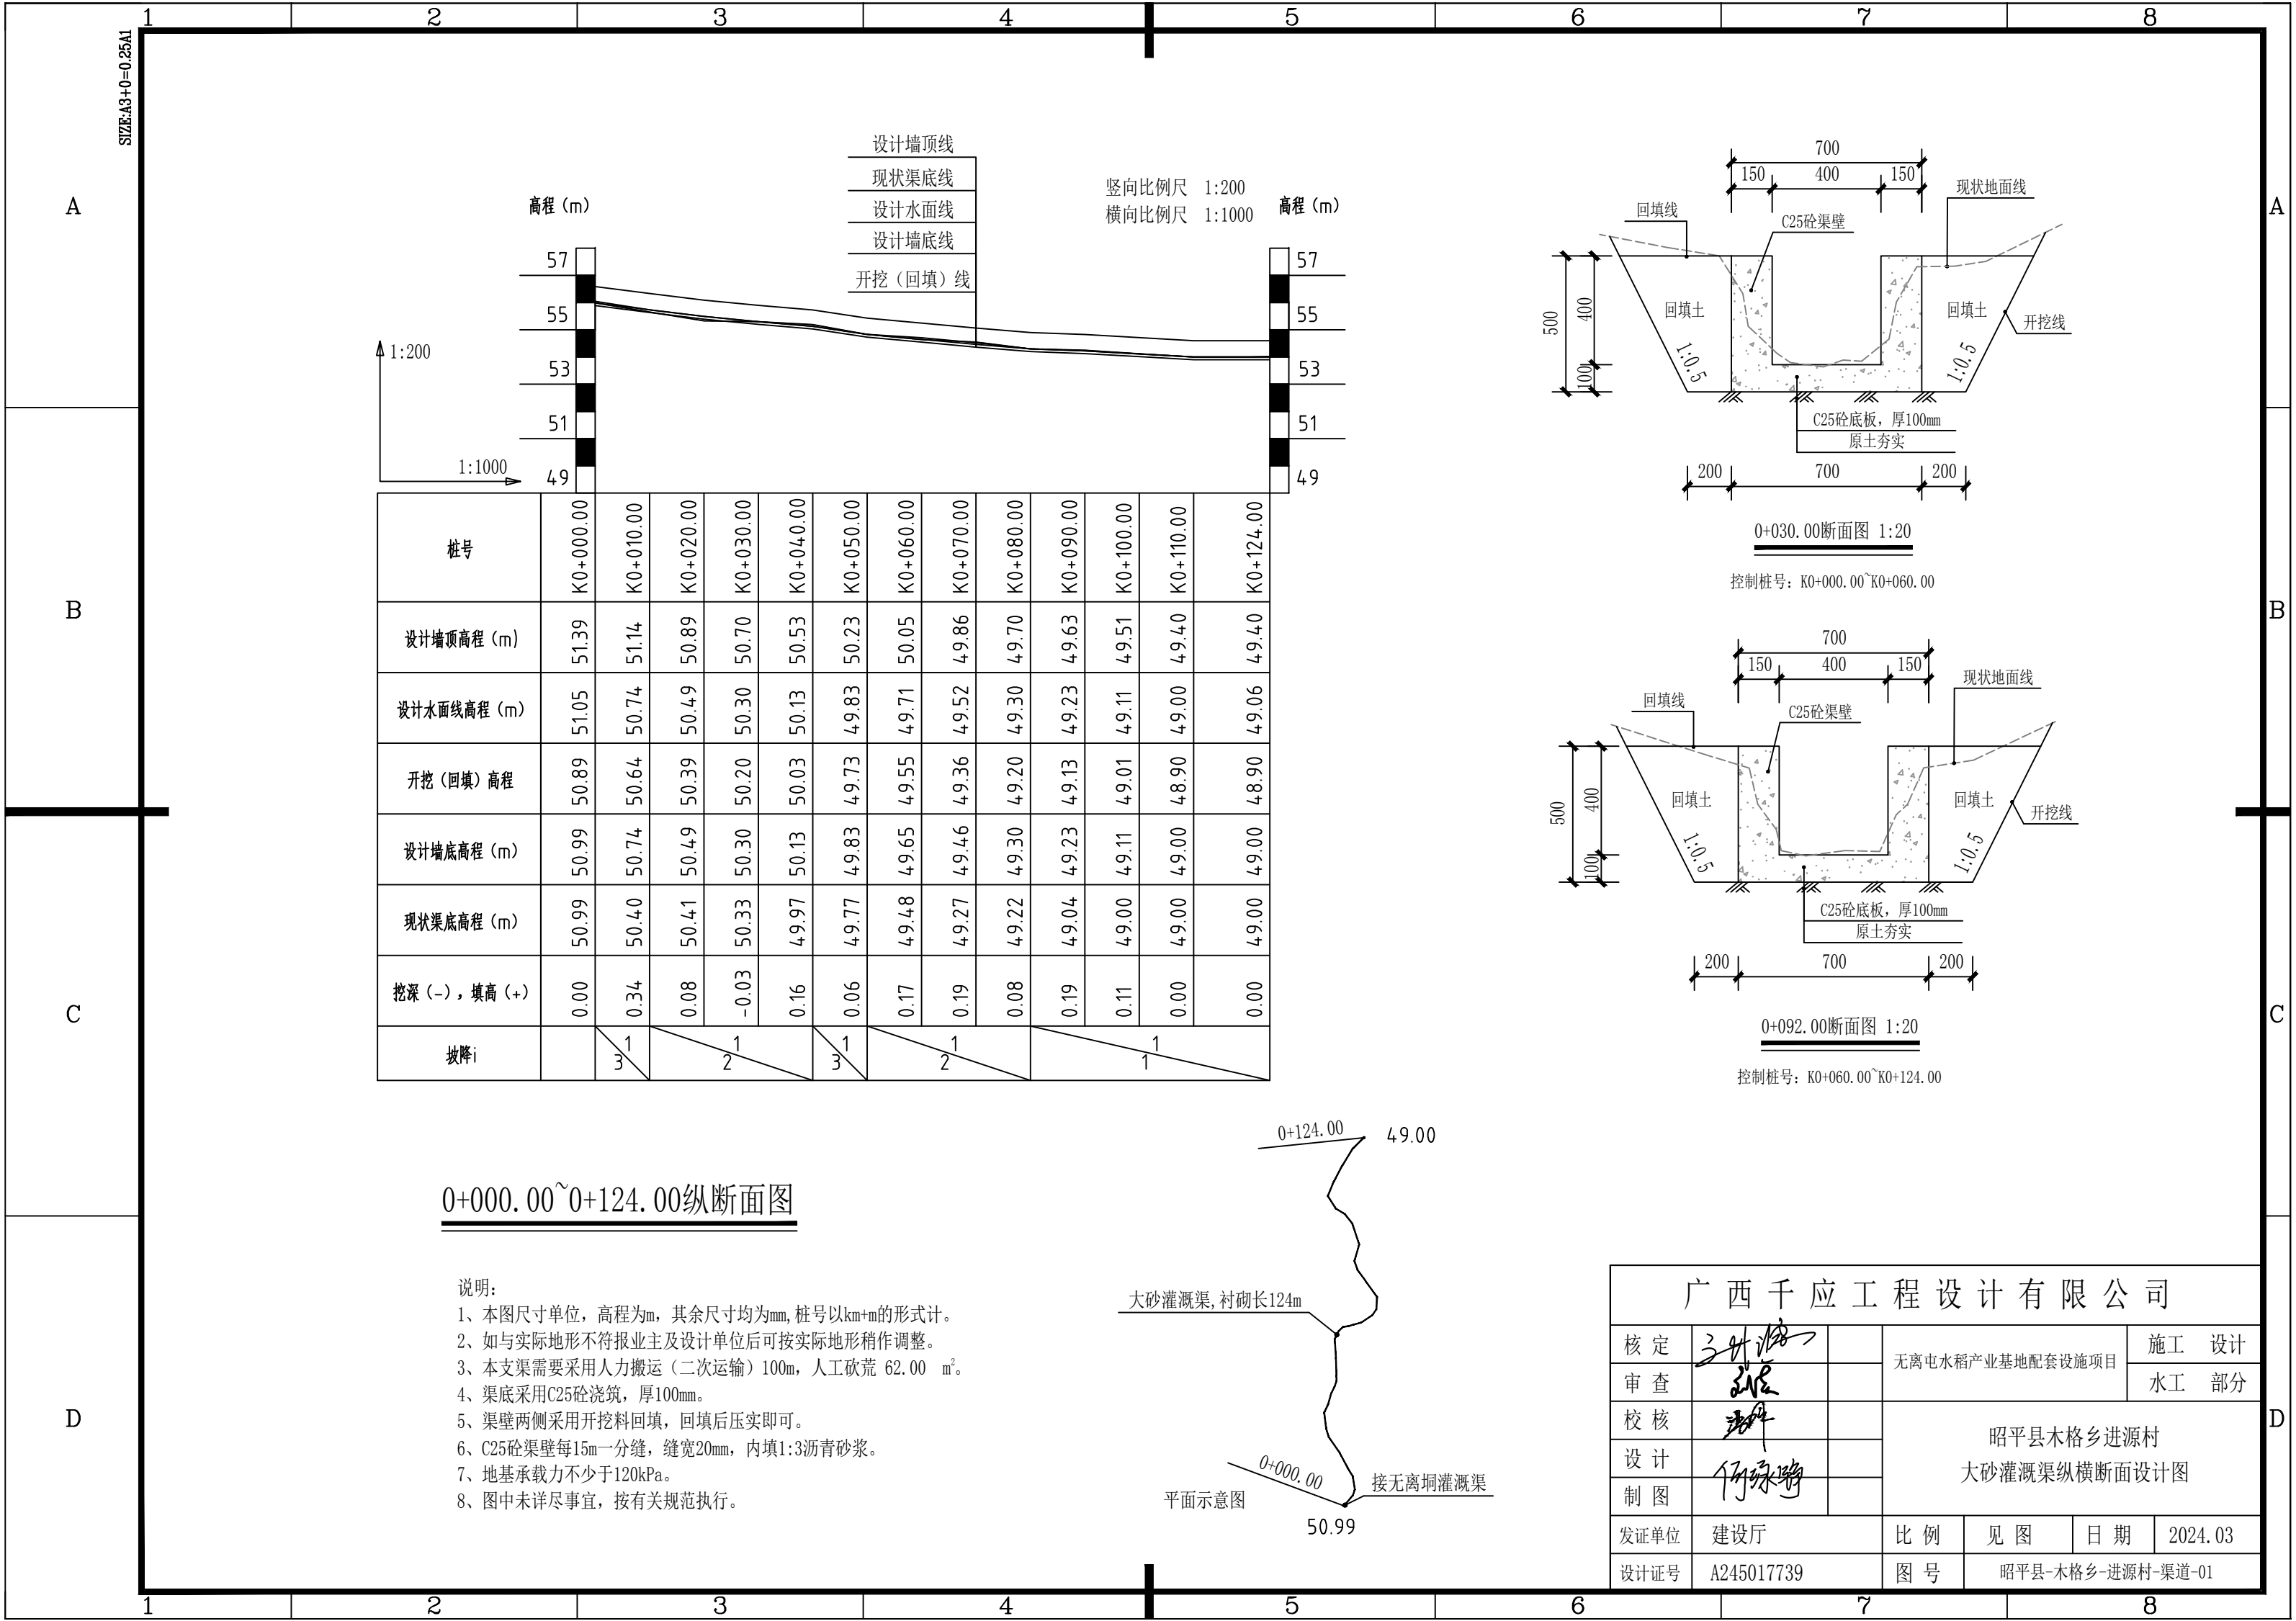 1 2 3 4 5 6 7 8
SIZE:A3+0=0.25A1
A
B
C
D
A
B
C
D
设计墙顶线
现状渠底线
设计水面线
设计墙底线
开挖（回填）线
竖向比例尺 1:200
横向比例尺 1:1000
高程（m）
高程（m）
57
55
53
51
49
57
55
53
51
49
1:200
1:1000
桩号 K0+000.00 K0+010.00 K0+020.00 K0+030.00 K0+040.00 K0+050.00 K0+060.00 K0+070.00 K0+080.00 K0+090.00 K0+100.00 K0+110.00 K0+124.00
设计墙顶高程（m） 51.39 51.14 50.89 50.70 50.53 50.23 50.05 49.86 49.70 49.63 49.51 49.40 49.40
设计水面线高程（m） 51.05 50.74 50.49 50.30 50.13 49.83 49.71 49.52 49.30 49.23 49.11 49.00 49.06
开挖（回填）高程 50.89 50.64 50.39 50.20 50.03 49.73 49.55 49.36 49.20 49.13 49.01 48.90 48.90
设计墙底高程（m） 50.99 50.74 50.49 50.30 50.13 49.83 49.65 49.46 49.30 49.23 49.11 49.00 49.00
现状渠底高程（m） 50.99 50.40 50.41 50.33 49.97 49.77 49.48 49.27 49.22 49.04 49.00 49.00 49.00
挖深（-），填高（+） 0.00 0.34 0.08 -0.03 0.16 0.06 0.17 0.19 0.08 0.19 0.11 0.00 0.00
坡降i 1 3 1 2 1 3 1 2 1 1
0+000.00~0+124.00纵断面图
说明：
1、本图尺寸单位，高程为m，其余尺寸均为mm,桩号以km+m的形式计。
2、如与实际地形不符报业主及设计单位后可按实际地形稍作调整。
3、本支渠需要采用人力搬运（二次运输）100m，人工砍荒 62.00 m²。
4、渠底采用C25砼浇筑，厚100mm。
5、渠壁两侧采用开挖料回填，回填后压实即可。
6、C25砼渠壁每15m一分缝，缝宽20mm，内填1:3沥青砂浆。
7、地基承载力不少于120kPa。
8、图中未详尽事宜，按有关规范执行。
0+124.00
49.00
大砂灌溉渠,衬砌长124m
0+000.00
接无离垌灌溉渠
平面示意图
50.99
700
150 400 150
现状地面线
回填线
C25砼渠壁
回填土
回填土
开挖线
500
400
100
1:0.5
1:0.5
C25砼底板，厚100mm
原土夯实
200 700 200
0+030.00断面图 1:20
控制桩号：K0+000.00~K0+060.00
700
150 400 150
现状地面线
回填线
C25砼渠壁
回填土
回填土
开挖线
500
400
100
1:0.5
1:0.5
C25砼底板，厚100mm
原土夯实
200 700 200
0+092.00断面图 1:20
控制桩号：K0+060.00~K0+124.00
广西千应工程设计有限公司
核定
审查
校核
设计
制图
无离屯水稻产业基地配套设施项目
施工 设计
水工 部分
昭平县木格乡进源村
大砂灌溉渠纵横断面设计图
发证单位 建设厅 比例 见图 日期 2024.03
设计证号 A245017739 图号 昭平县-木格乡-进源村-渠道-01
1 2 3 4 5 6 7 8